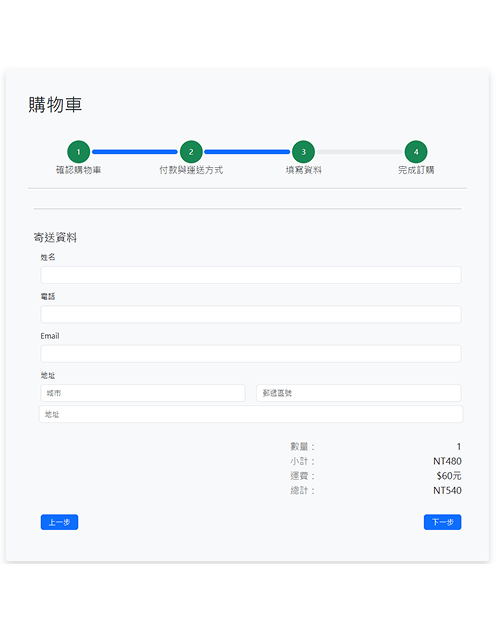 購物車
1 2 3 4
確認購物車 付款與運送方式 填寫資料 完成訂購
寄送資料
姓名
電話
Email
地址
城市 郵遞區號
地址
數量： 1
小計： NT480
運費： $60元
總計： NT540
上一步 下一步